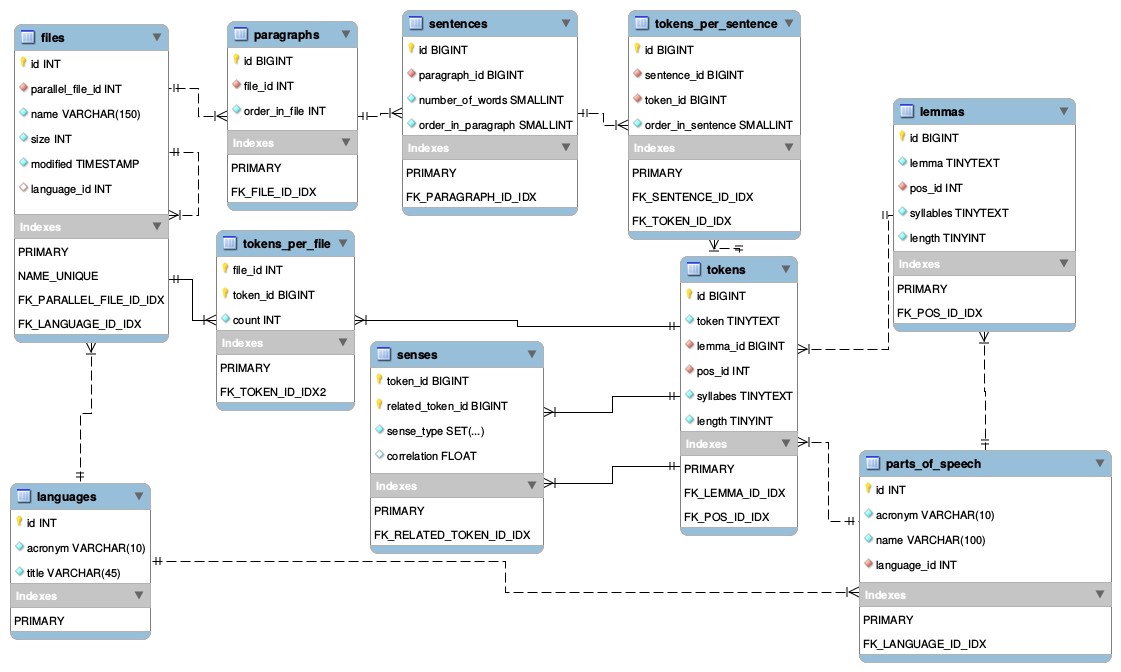 files
id INT
parallel_file_id INT
name VARCHAR(150)
size INT
modified TIMESTAMP
language_id INT
Indexes
PRIMARY
NAME_UNIQUE
FK_PARALLEL_FILE_ID_IDX
FK_LANGUAGE_ID_IDX
paragraphs
id BIGINT
file_id INT
order_in_file INT
Indexes
PRIMARY
FK_FILE_ID_IDX
sentences
id BIGINT
paragraph_id BIGINT
number_of_words SMALLINT
order_in_paragraph SMALLINT
Indexes
PRIMARY
FK_PARAGRAPH_ID_IDX
tokens_per_sentence
id BIGINT
sentence_id BIGINT
token_id BIGINT
order_in_sentence SMALLINT
Indexes
PRIMARY
FK_SENTENCE_ID_IDX
FK_TOKEN_ID_IDX
lemmas
id BIGINT
lemma TINYTEXT
pos_id INT
syllables TINYTEXT
length TINYINT
Indexes
PRIMARY
FK_POS_ID_IDX
tokens_per_file
file_id INT
token_id BIGINT
count INT
Indexes
PRIMARY
FK_TOKEN_ID_IDX2
senses
token_id BIGINT
related_token_id BIGINT
sense_type SET(...)
correlation FLOAT
Indexes
PRIMARY
FK_RELATED_TOKEN_ID_IDX
tokens
id BIGINT
token TINYTEXT
lemma_id BIGINT
pos_id INT
syllabes TINYTEXT
length TINYINT
Indexes
PRIMARY
FK_LEMMA_ID_IDX
FK_POS_ID_IDX
languages
id INT
acronym VARCHAR(10)
title VARCHAR(45)
Indexes
PRIMARY
parts_of_speech
id INT
acronym VARCHAR(10)
name VARCHAR(100)
language_id INT
Indexes
PRIMARY
FK_LANGUAGE_ID_IDX